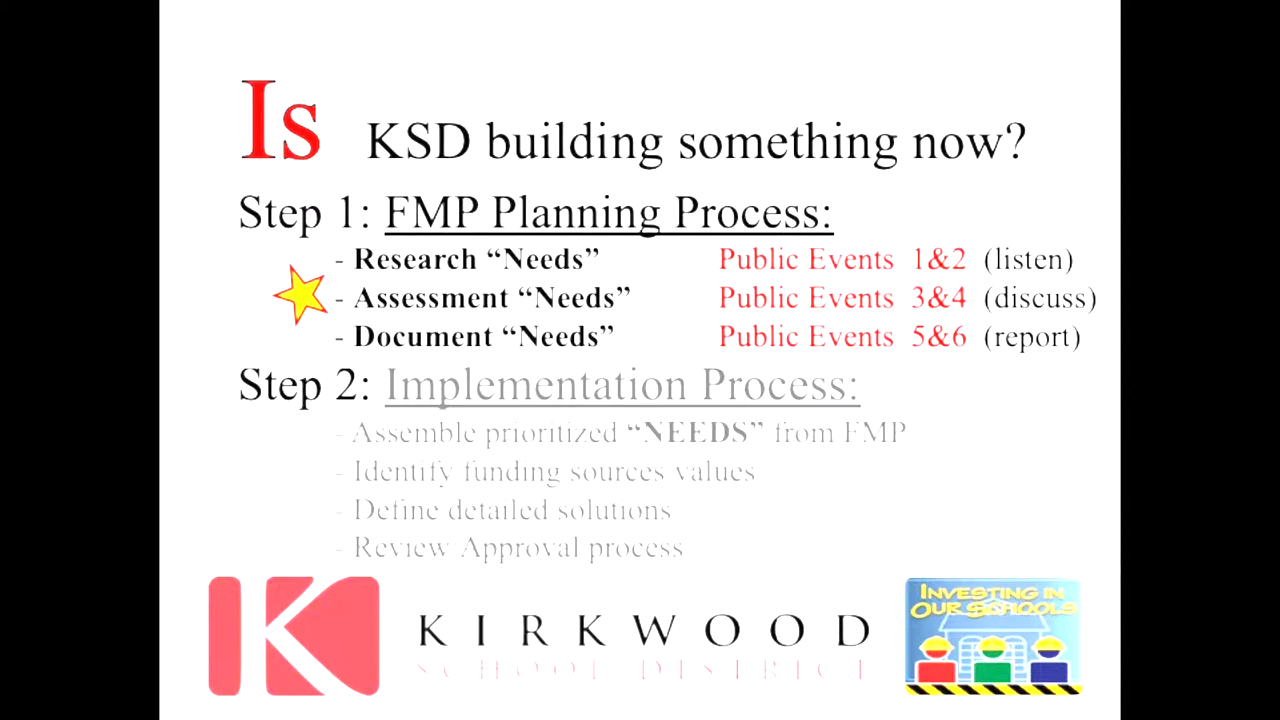 Is KSD building something now?
Step 1: FMP Planning Process:
- Research “Needs” Public Events 1&2 (listen)
- Assessment “Needs” Public Events 3&4 (discuss)
- Document “Needs” Public Events 5&6 (report)
Step 2: Implementation Process:
- Assemble prioritized “NEEDS” from FMP
- Identify funding sources values
- Define detailed solutions
- Review Approval process
K
KIRKWOOD
SCHOOL DISTRICT
INVESTING IN
OUR SCHOOLS